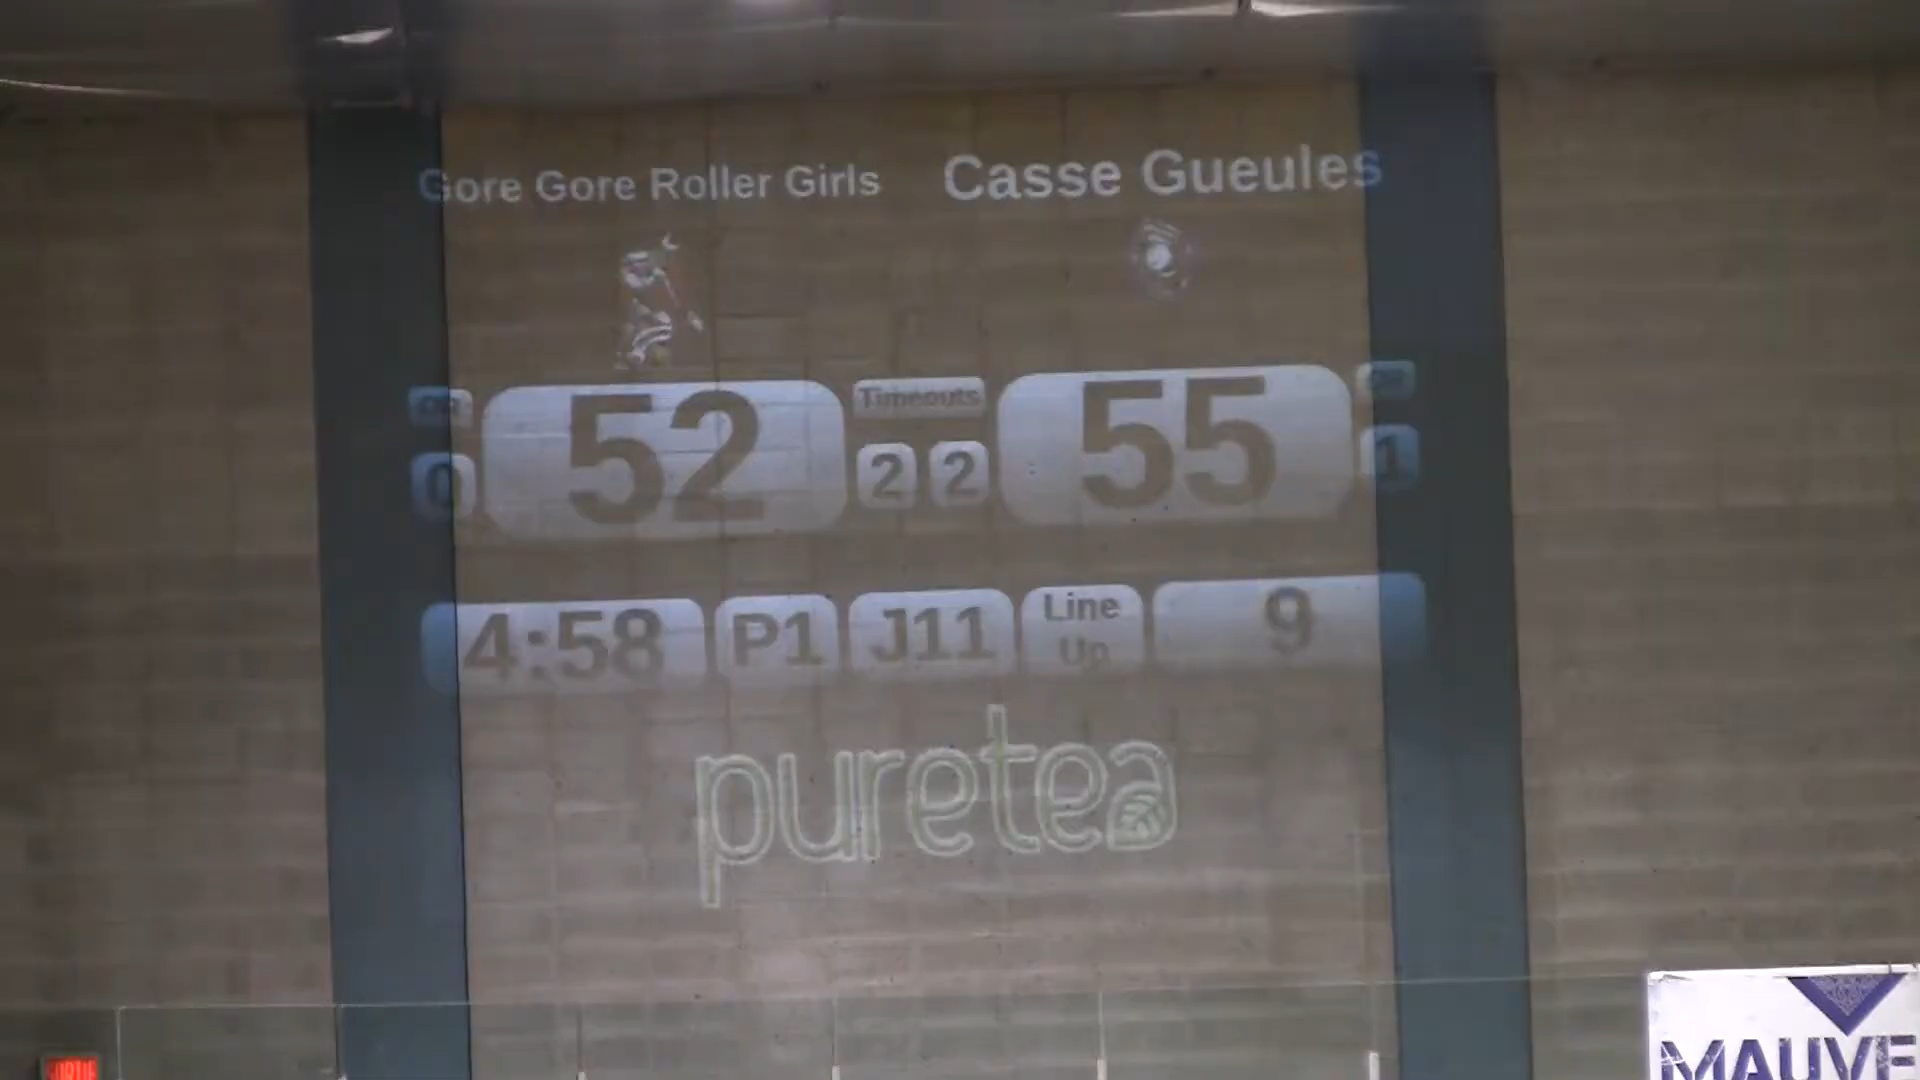 Gore Gore Roller Girls
Casse Gueules
52
Timeouts
55
0
2
2
1
4:58
P1
J11
Line
Up
9
puretea
MAUVE
SORTIE